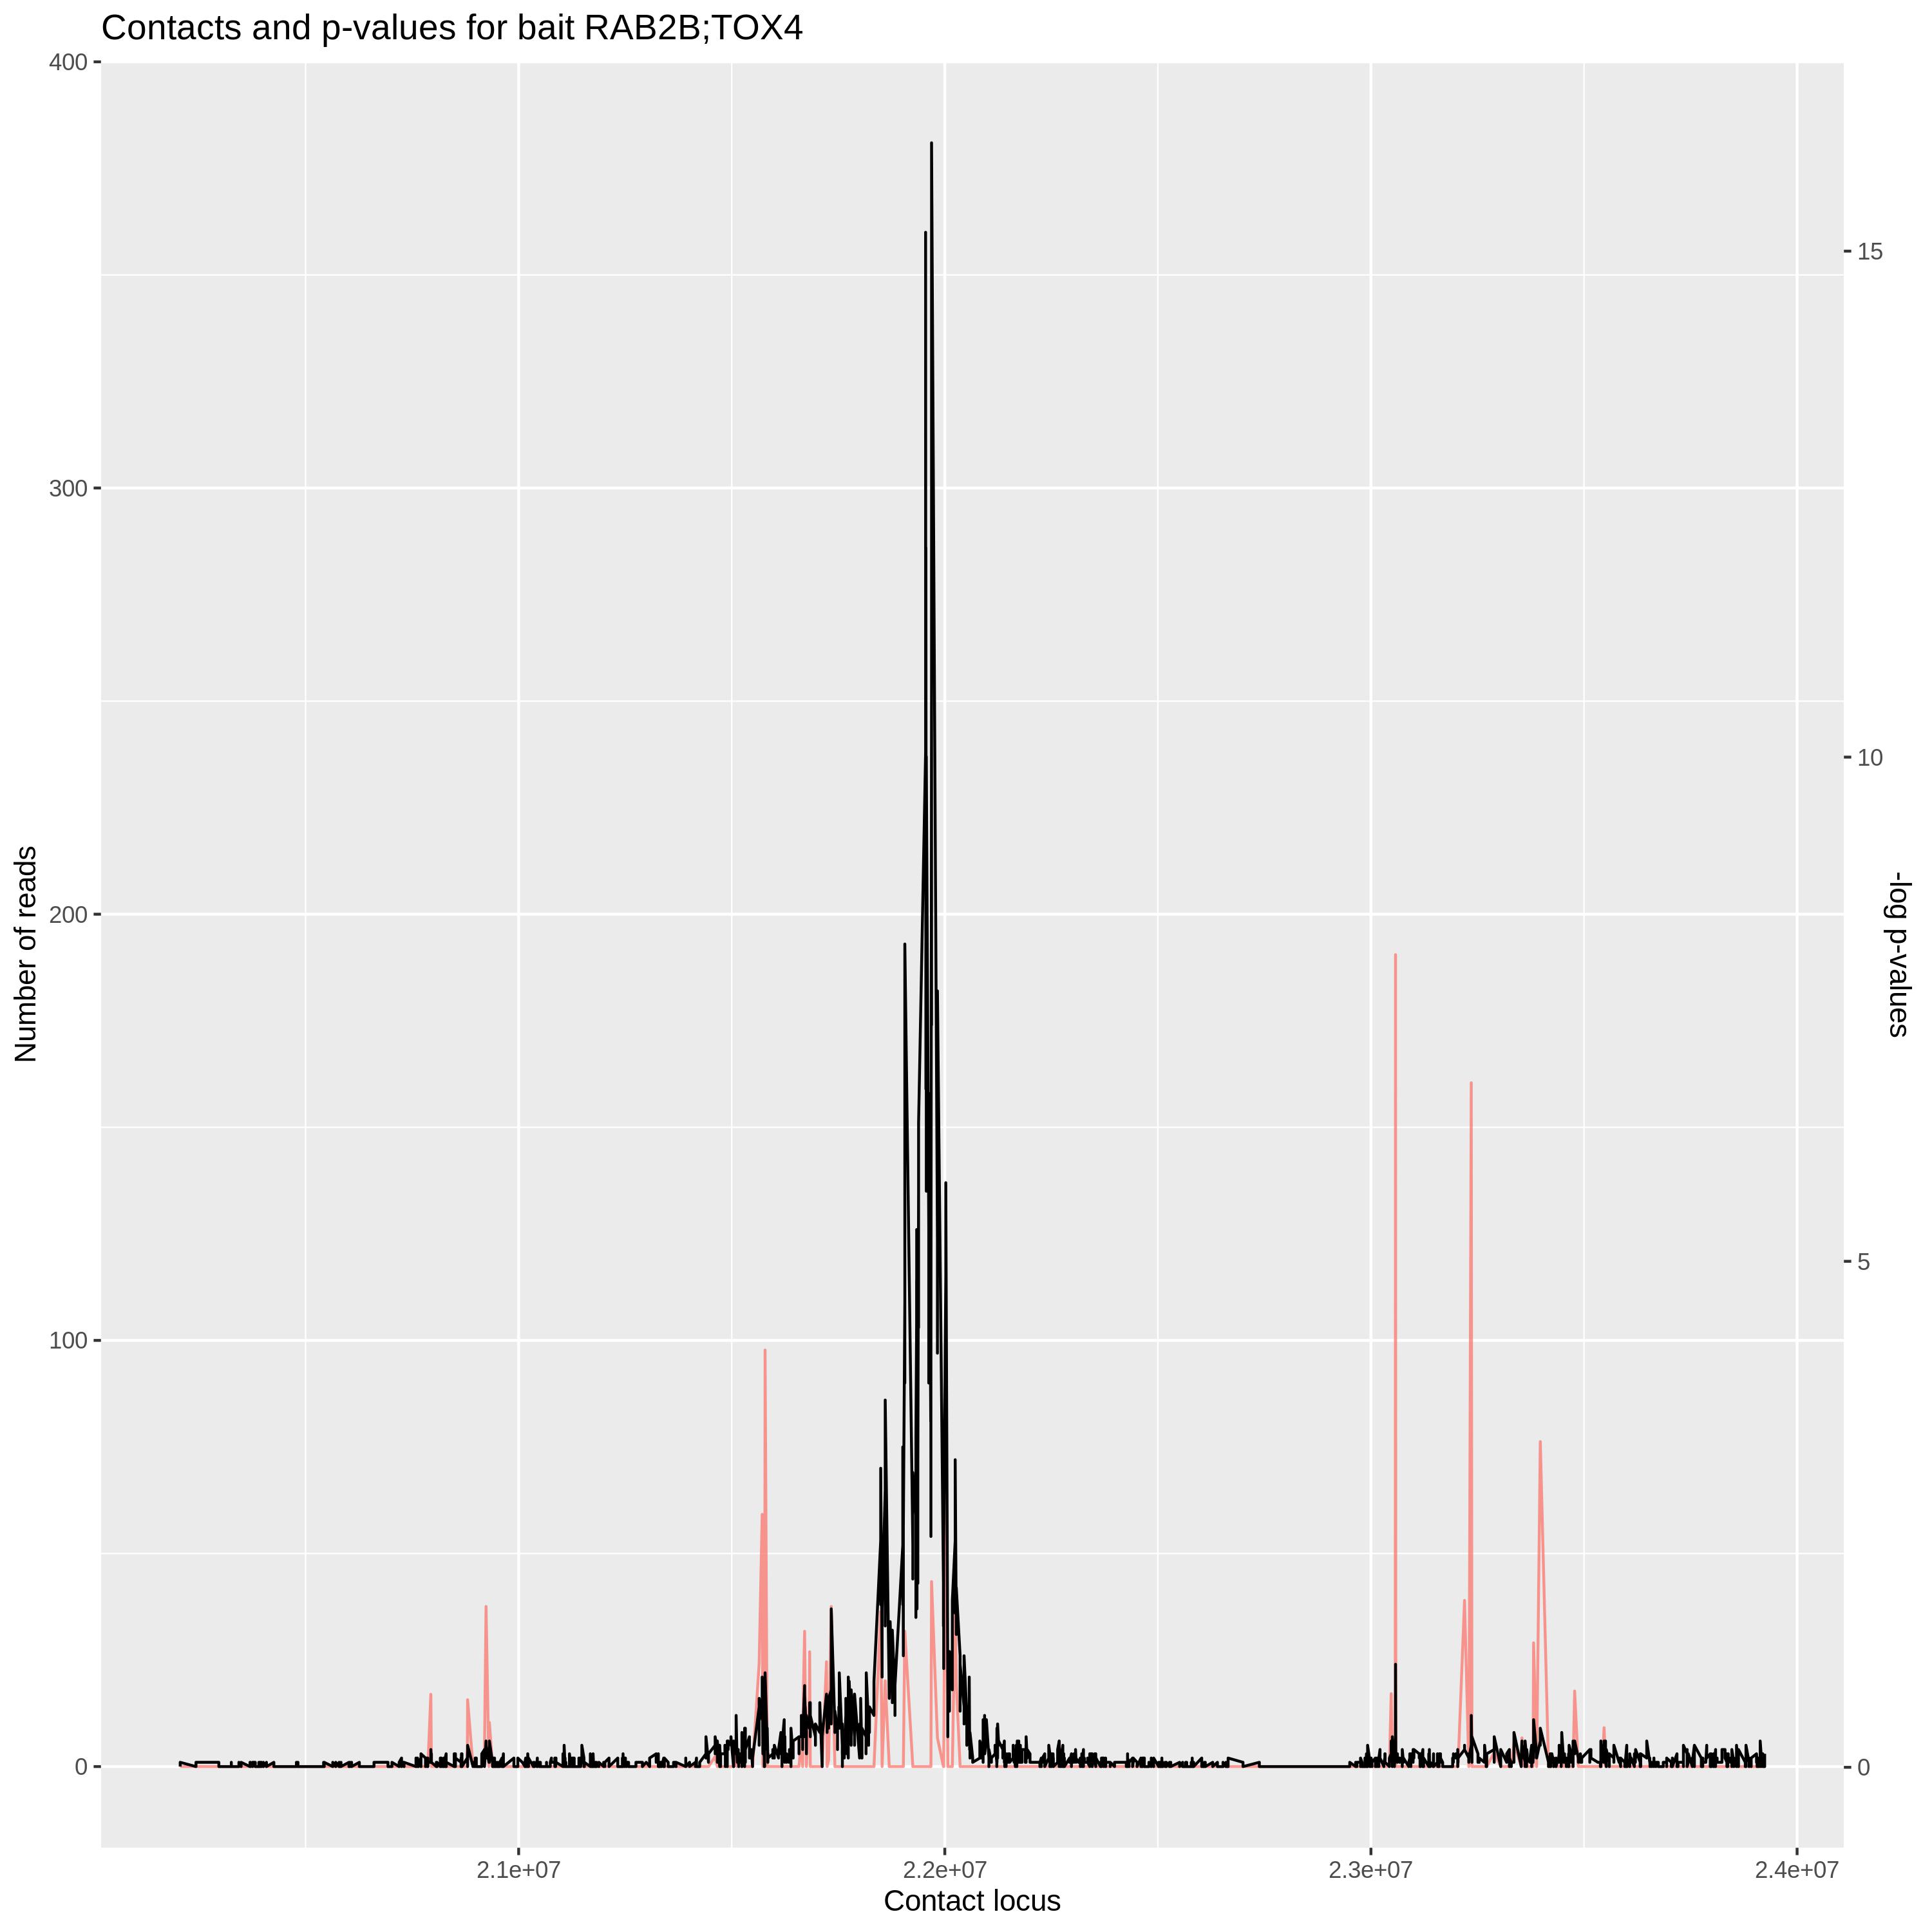 Contacts and p-values for bait RAB2B;TOX4
400
300
200
100
0
Number of reads
15
10
5
0
-log p-values
2.1e+07
2.2e+07
2.3e+07
2.4e+07
Contact locus